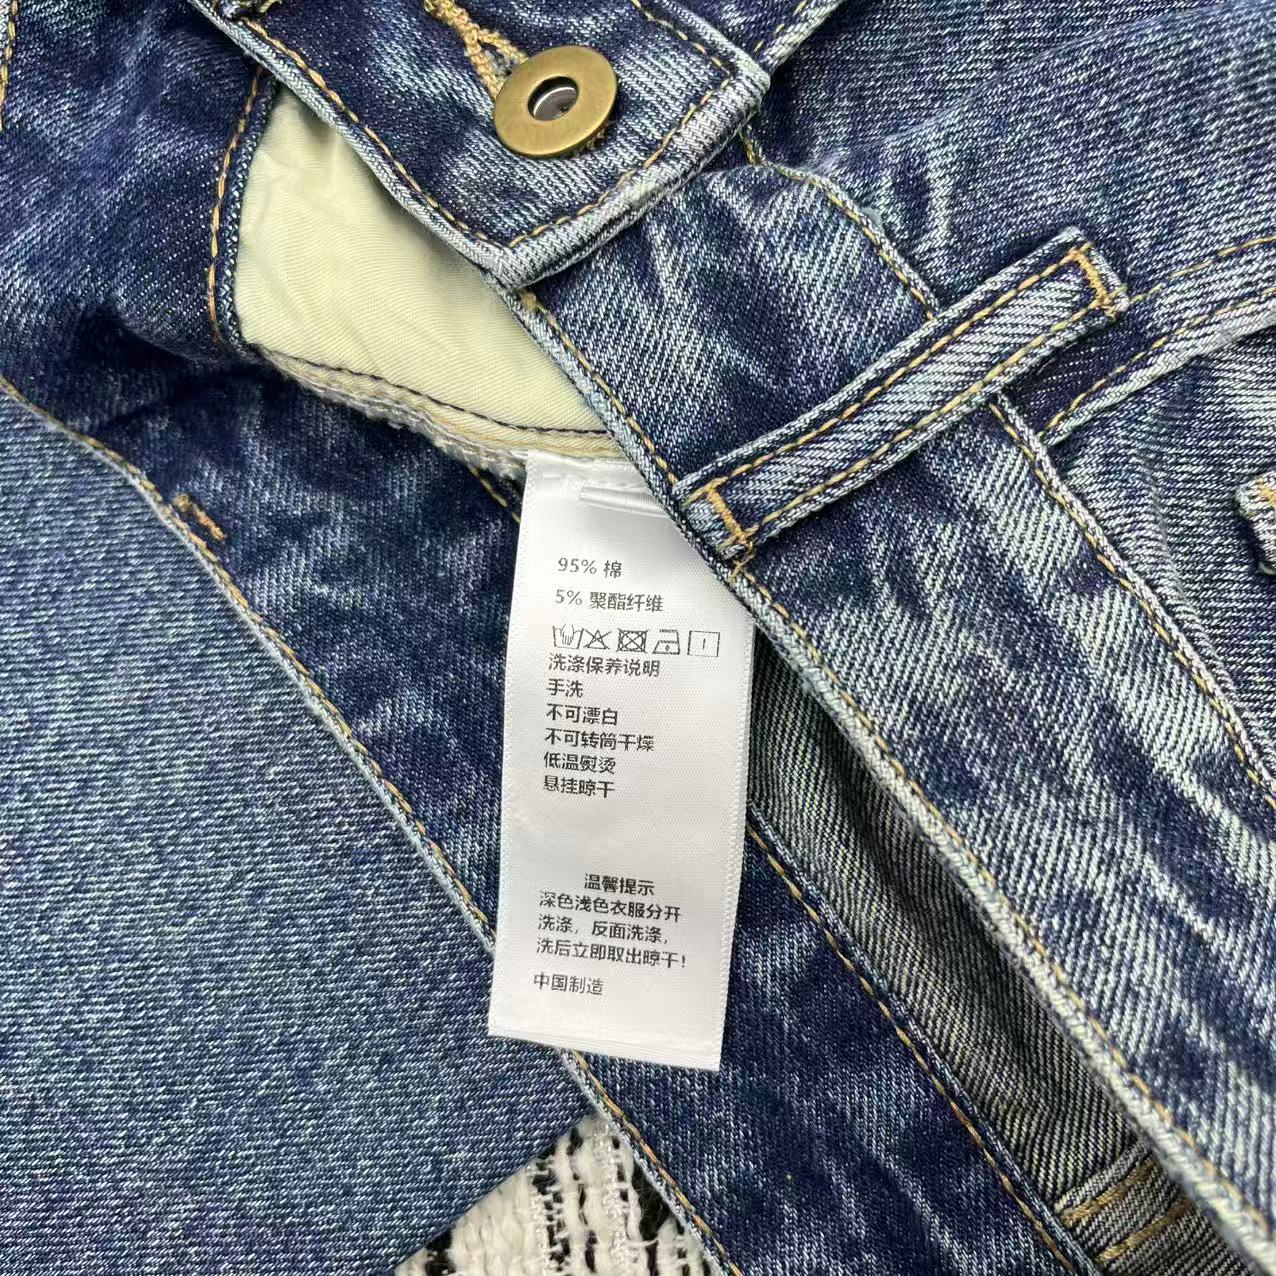 95% 棉
5% 聚酯纤维
洗涤保养说明
手洗
不可漂白
不可转筒干燥
低温熨烫
悬挂晾干
温馨提示
深色浅色衣服分开
洗涤，反面洗涤，
洗后立即取出晾干！
中国制造